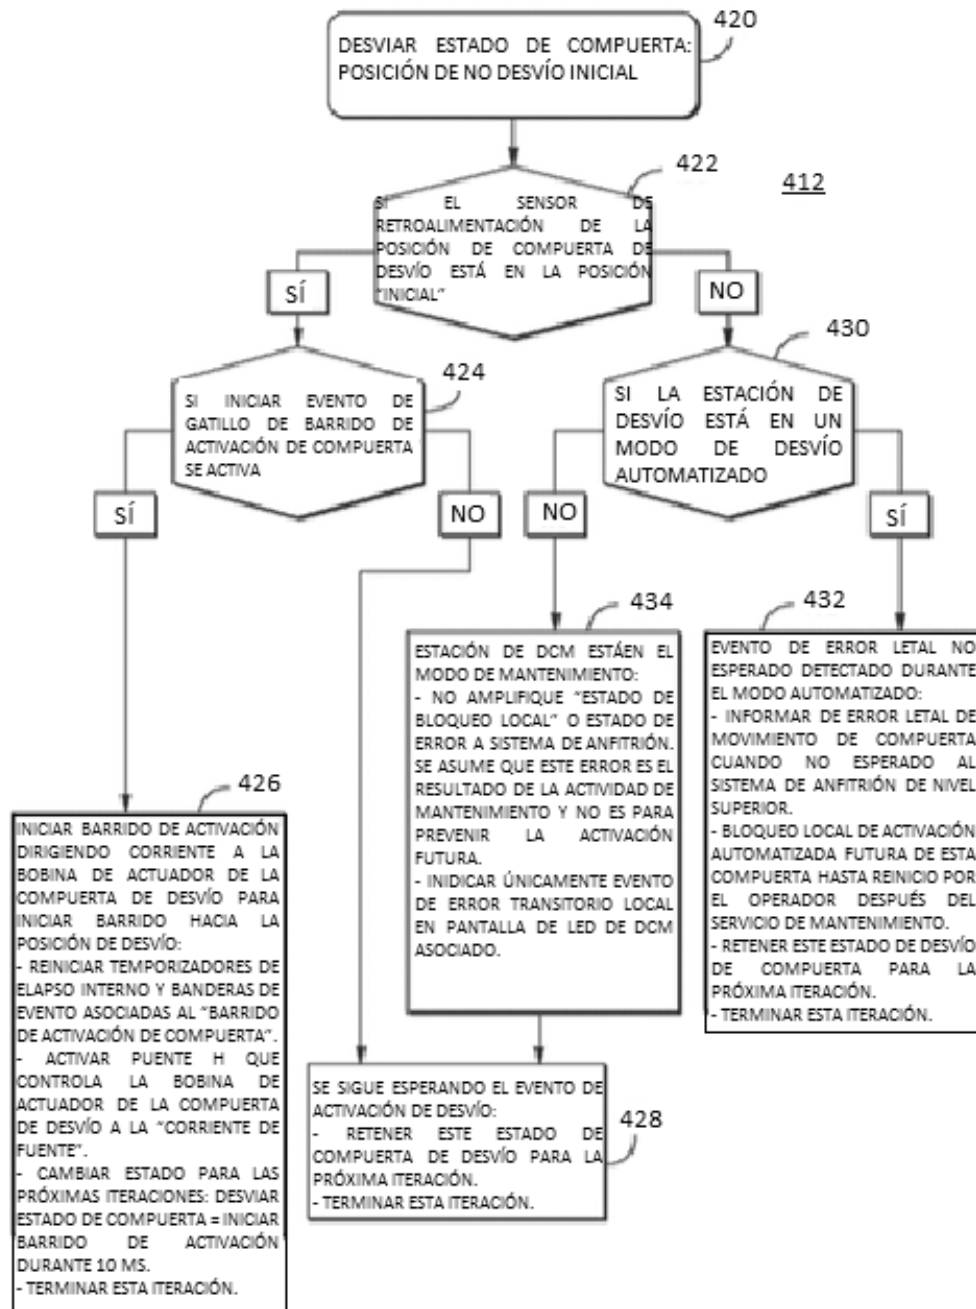 420
DESVIAR ESTADO DE COMPUERTA:
POSICIÓN DE NO DESVÍO INICIAL
422
412
SI EL SENSOR DE
RETROALIMENTACIÓN DE LA
POSICIÓN DE COMPUERTA DE
DESVÍO ESTÁ EN LA POSICIÓN
"INICIAL"
SÍ
NO
424
430
SI INICIAR EVENTO DE
GATILLO DE BARRIDO DE
ACTIVACIÓN DE COMPUERTA
SE ACTIVA
SI LA ESTACIÓN DE
DESVÍO ESTÁ EN UN
MODO DE DESVÍO
AUTOMATIZADO
SÍ
NO
NO
SÍ
434
432
ESTACIÓN DE DCM ESTÁEN EL
MODO DE MANTENIMIENTO:
- NO AMPLIFIQUE "ESTADO DE
BLOQUEO LOCAL" O ESTADO DE
ERROR A SISTEMA DE ANFITRIÓN.
SE ASUME QUE ESTE ERROR ES EL
RESULTADO DE LA ACTIVIDAD DE
MANTENIMIENTO Y NO ES PARA
PREVENIR LA ACTIVACIÓN
FUTURA.
- INIDICAR ÚNICAMENTE EVENTO
DE ERROR TRANSITORIO LOCAL
EN PANTALLA DE LED DE DCM
ASOCIADO.
EVENTO DE ERROR LETAL NO
ESPERADO DETECTADO DURANTE
EL MODO AUTOMATIZADO:
- INFORMAR DE ERROR LETAL DE
MOVIMIENTO DE COMPUERTA
CUANDO NO ESPERADO AL
SISTEMA DE ANFITRIÓN DE NIVEL
SUPERIOR.
- BLOQUEO LOCAL DE ACTIVACIÓN
AUTOMATIZADA FUTURA DE ESTA
COMPUERTA HASTA REINICIO POR
EL OPERADOR DESPUÉS DEL
SERVICIO DE MANTENIMIENTO.
- RETENER ESTE ESTADO DE DESVÍO
DE COMPUERTA PARA LA
PRÓXIMA ITERACIÓN.
- TERMINAR ESTA ITERACIÓN.
426
INICIAR BARRIDO DE ACTIVACIÓN
DIRIGIENDO CORRIENTE A LA
BOBINA DE ACTUADOR DE LA
COMPUERTA DE DESVÍO PARA
INICIAR BARRIDO HACIA LA
POSICIÓN DE DESVÍO:
- REINICIAR TEMPORIZADORES DE
ELAPSO INTERNO Y BANDERAS DE
EVENTO ASOCIADAS AL "BARRIDO
DE ACTIVACIÓN DE COMPUERTA".
- ACTIVAR PUENTE H QUE
CONTROLA LA BOBINA DE
ACTUADOR DE LA COMPUERTA
DE DESVÍO A LA "CORRIENTE DE
FUENTE".
- CAMBIAR ESTADO PARA LAS
PRÓXIMAS ITERACIONES: DESVIAR
ESTADO DE COMPUERTA = INICIAR
BARRIDO DE ACTIVACIÓN
DURANTE 10 MS.
- TERMINAR ESTA ITERACIÓN.
SE SIGUE ESPERANDO EL EVENTO DE
ACTIVACIÓN DE DESVÍO:
- RETENER ESTE ESTADO DE
COMPUERTA DE DESVÍO PARA LA
PRÓXIMA ITERACIÓN.
- TERMINAR ESTA ITERACIÓN.
428